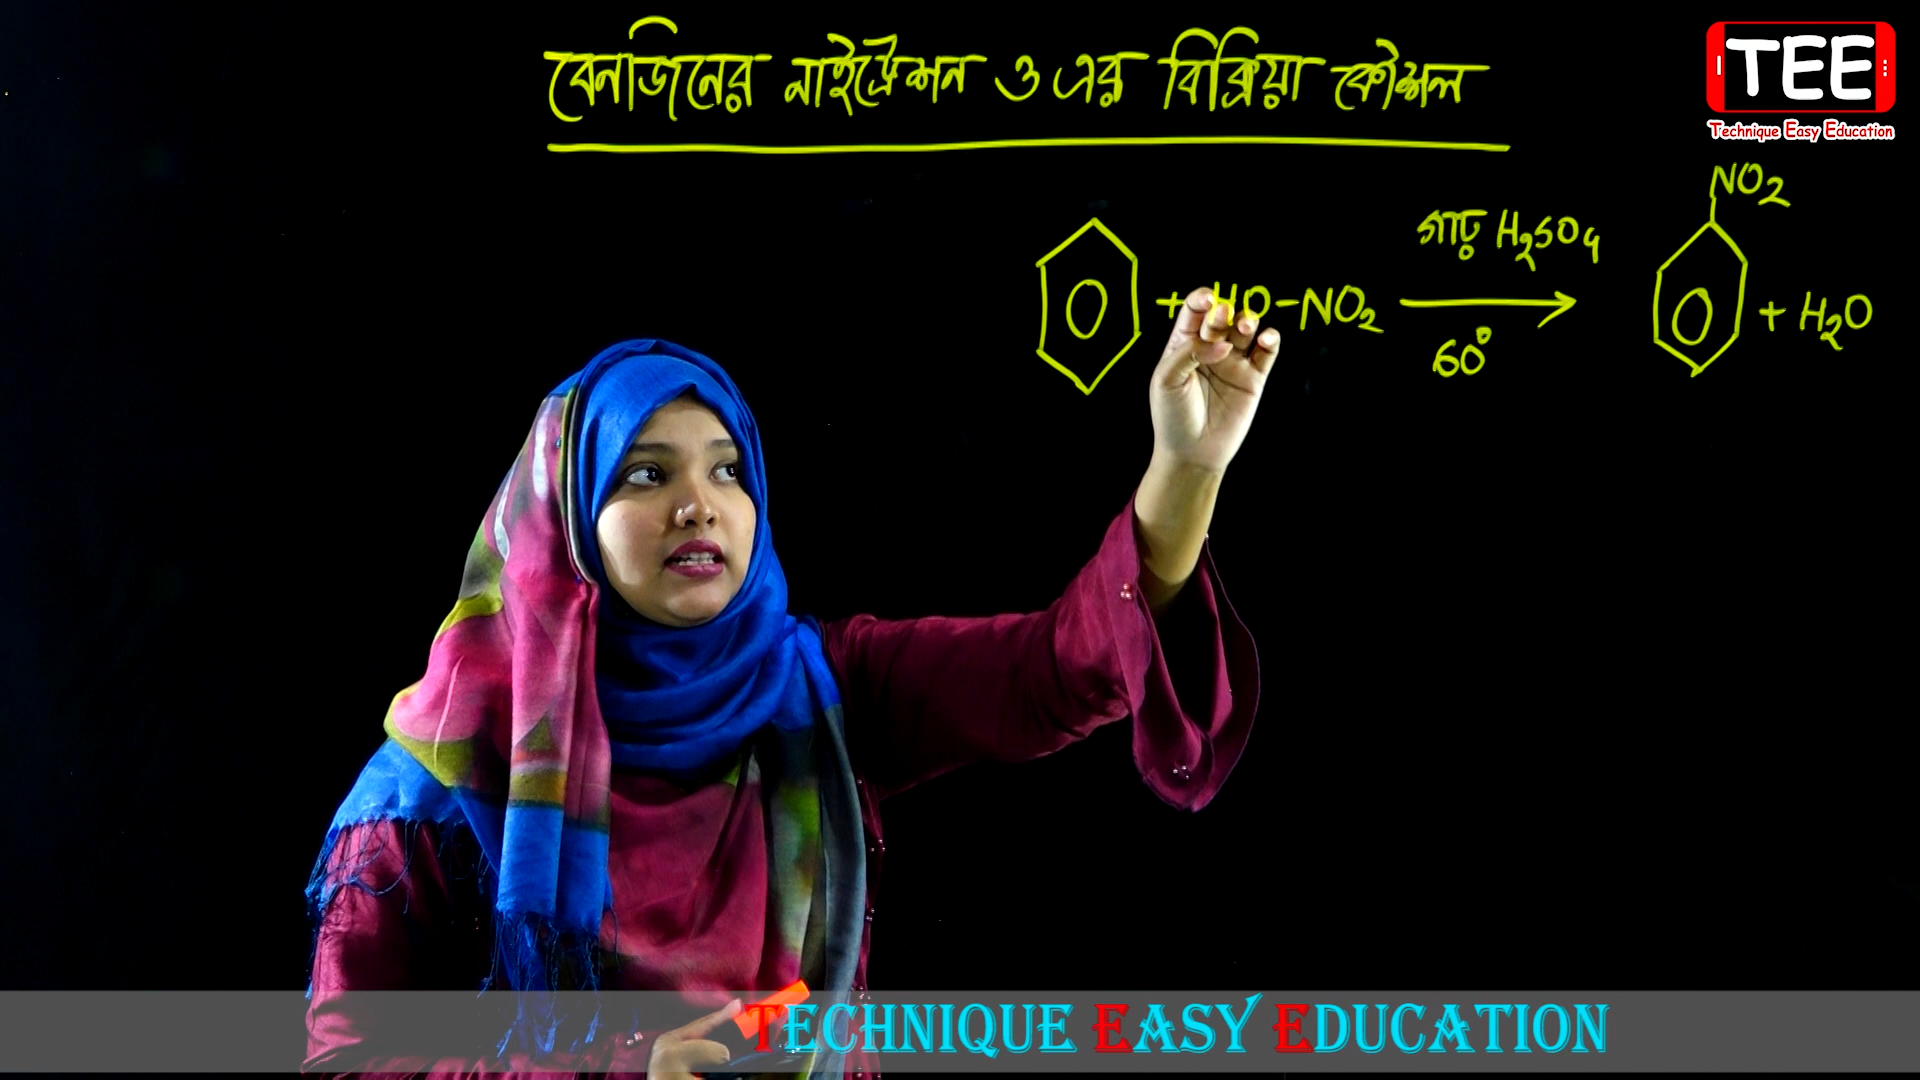 বেনজিনের নাইট্রেশন ও এর বিক্রিয়া কৌশল
TEE
Technique Easy Education
NO2
গাঢ় H2SO4
+ HO-NO2
60°
+ H2O
TECHNIQUE EASY EDUCATION